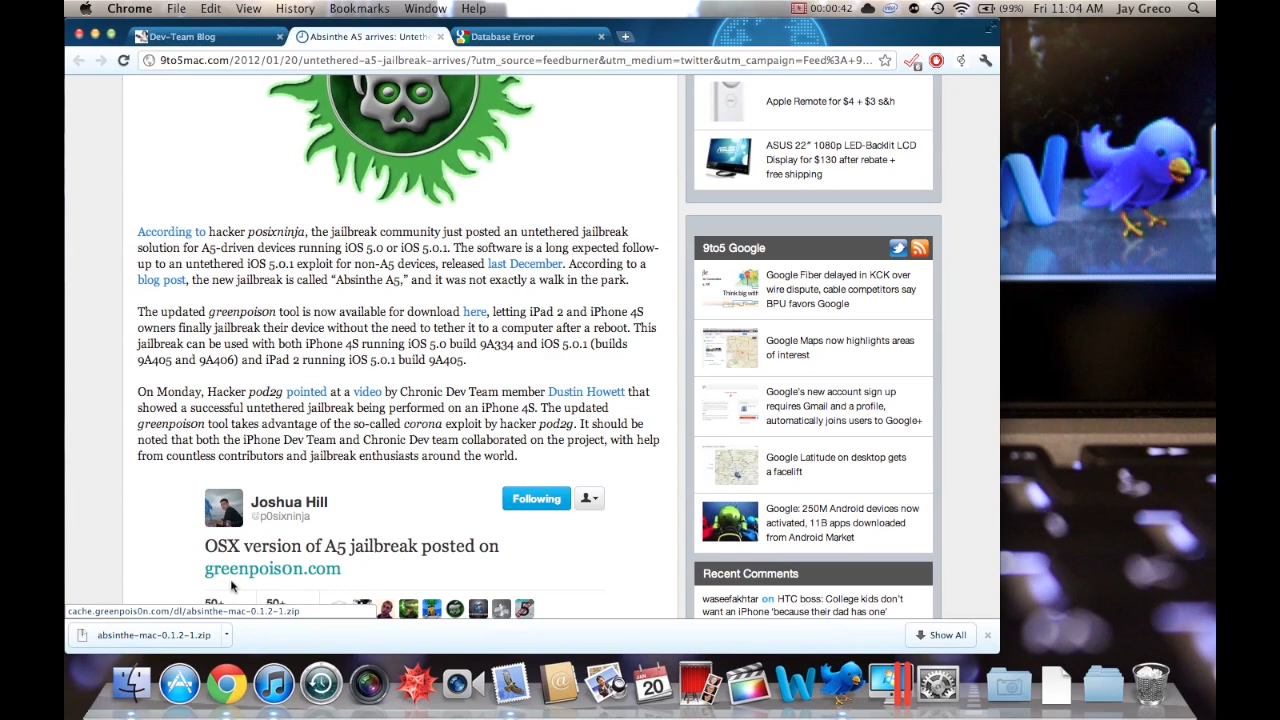 Chrome File Edit View History Bookmarks Window Help 00:00:42 (99%) Fri 11:04 AM Jay Greco
Dev-Team Blog
Absinthe A5 arrives: Untethe
Database Error
9to5mac.com/2012/01/20/untethered-a5-jailbreak-arrives/?utm_source=feedburner&utm_medium=twitter&utm_campaign=Feed%3A+9...
According to hacker posixninja, the jailbreak community just posted an untethered jailbreak
solution for A5-driven devices running iOS 5.0 or iOS 5.0.1. The software is a long expected follow-
up to an untethered iOS 5.0.1 exploit for non-A5 devices, released last December. According to a
blog post, the new jailbreak is called “Absinthe A5,” and it was not exactly a walk in the park.
The updated greenpoison tool is now available for download here, letting iPad 2 and iPhone 4S
owners finally jailbreak their device without the need to tether it to a computer after a reboot. This
jailbreak can be used with both iPhone 4S running iOS 5.0 build 9A334 and iOS 5.0.1 (builds
9A405 and 9A406) and iPad 2 running iOS 5.0.1 build 9A405.
On Monday, Hacker pod2g pointed at a video by Chronic Dev Team member Dustin Howett that
showed a successful untethered jailbreak being performed on an iPhone 4S. The updated
greenpoison tool takes advantage of the so-called corona exploit by hacker pod2g. It should be
noted that both the iPhone Dev Team and Chronic Dev team collaborated on the project, with help
from countless contributors and jailbreak enthusiasts around the world.
Joshua Hill
@p0sixninja
Following
OSX version of A5 jailbreak posted on
greenpois0n.com
50+ 50+
cache.greenpois0n.com/dl/absinthe-mac-0.1.2-1.zip
Apple Remote for $4 + $3 s&h
ASUS 22″ 1080p LED-Backlit LCD
Display for $130 after rebate +
free shipping
9to5 Google
Google Fiber delayed in KCK over
wire dispute, cable competitors say
BPU favors Google
Google Maps now highlights areas
of interest
Google's new account sign up
requires Gmail and a profile,
automatically joins users to Google+
Google Latitude on desktop gets
a facelift
Google: 250M Android devices now
activated, 11B apps downloaded
from Android Market
Recent Comments
waseefakhtar on HTC boss: College kids don't
want an iPhone 'because their dad has one'
absinthe-mac-0.1.2-1.zip
Show All
JAN
20